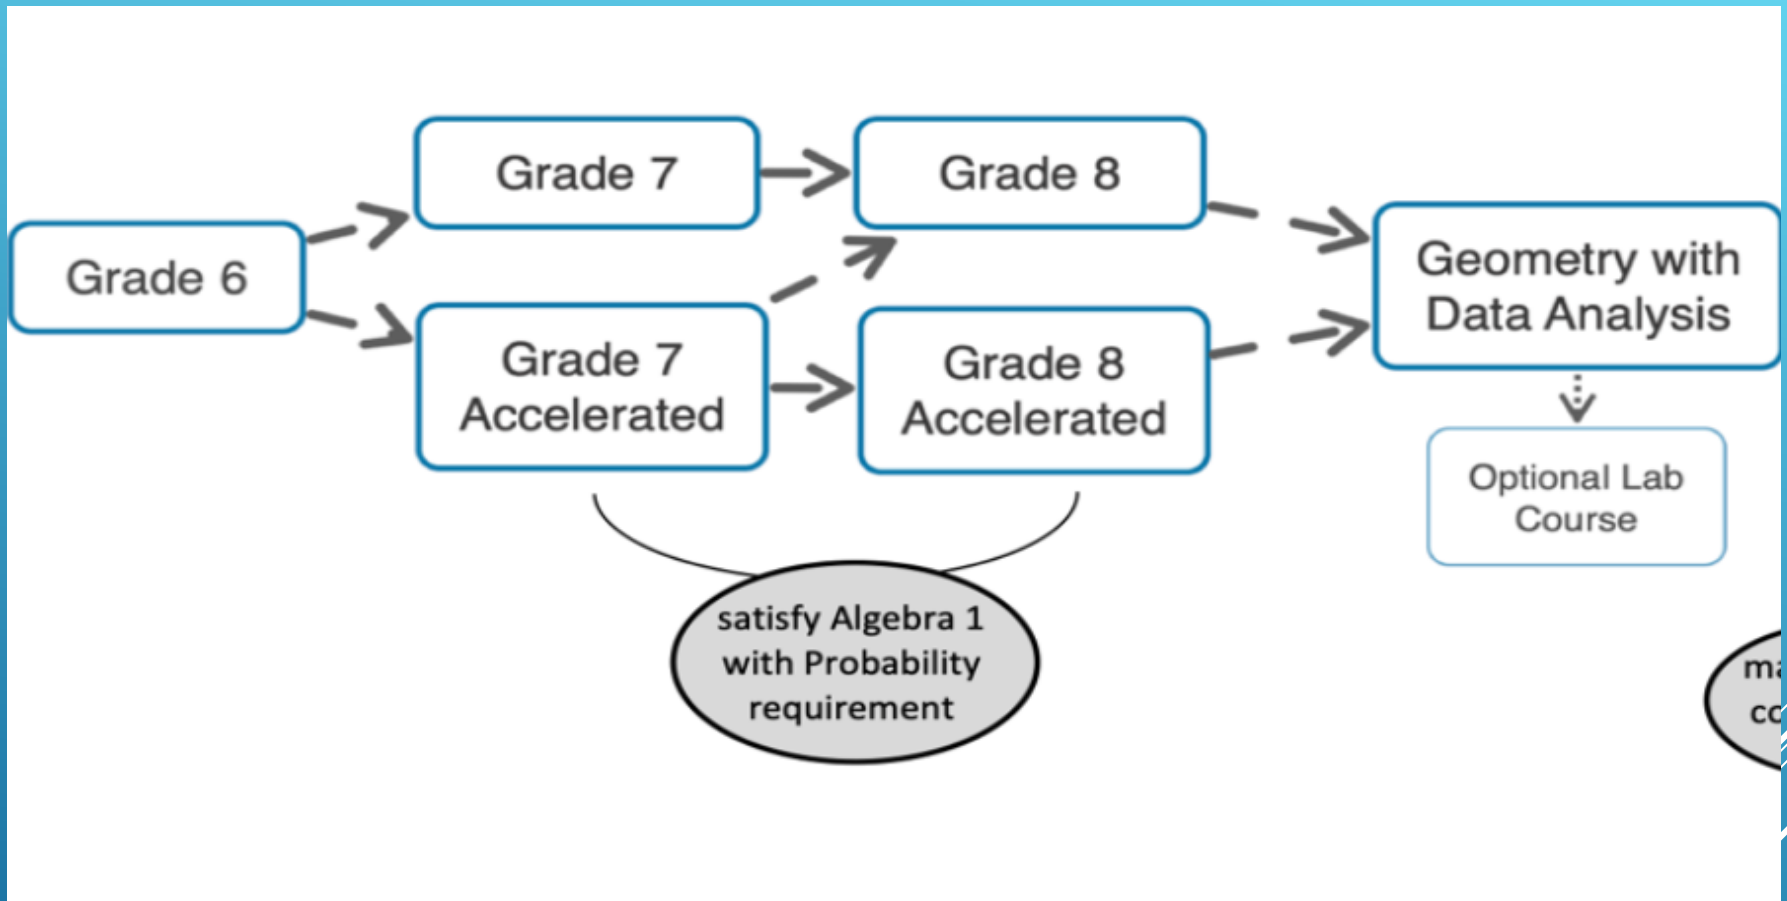 Grade 6
Grade 7
Grade 8
Grade 7
Accelerated
Grade 8
Accelerated
Geometry with
Data Analysis
Optional Lab
Course
satisfy Algebra 1
with Probability
requirement